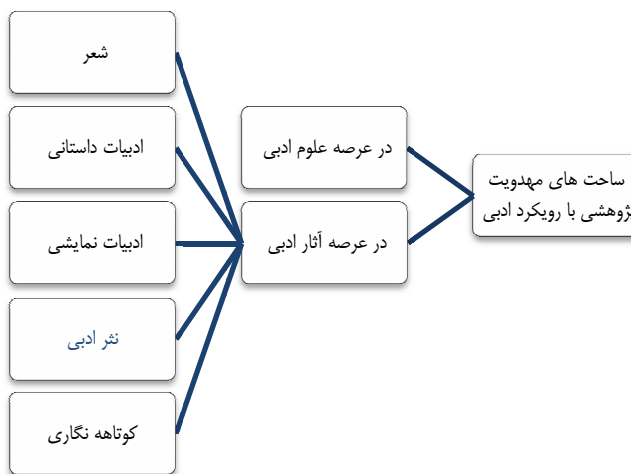 ساحت های مهدویت
پژوهشی با رویکرد ادبی
در عرصه علوم ادبی
در عرصه آثار ادبی
شعر
ادبیات داستانی
ادبیات نمایشی
نثر ادبی
کوتاهه نگاری